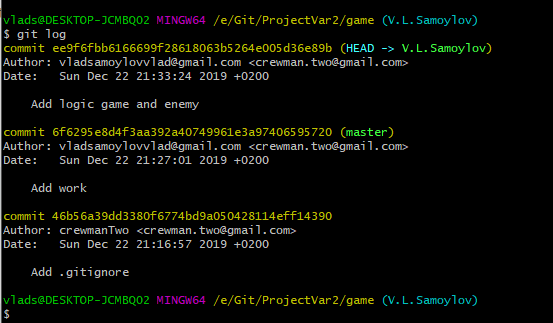 vlads@DESKTOP-JCMBQO2 MINGW64 /e/Git/ProjectVar2/game (V.L.Samoylov)
$ git log
commit ee9f6fbb6166699f28618063b5264e005d36e89b (HEAD -> V.L.Samoylov)
Author: vladsamoylovvlad@gmail.com <crewman.two@gmail.com>
Date:   Sun Dec 22 21:33:24 2019 +0200
Add logic game and enemy
commit 6f6295e8d4f3aa392a40749961e3a97406595720 (master)
Author: vladsamoylovvlad@gmail.com <crewman.two@gmail.com>
Date:   Sun Dec 22 21:27:01 2019 +0200
Add work
commit 46b56a39dd3380f6774bd9a050428114eff14390
Author: crewmanTwo <crewman.two@gmail.com>
Date:   Sun Dec 22 21:16:57 2019 +0200
Add .gitignore
vlads@DESKTOP-JCMBQO2 MINGW64 /e/Git/ProjectVar2/game (V.L.Samoylov)
$